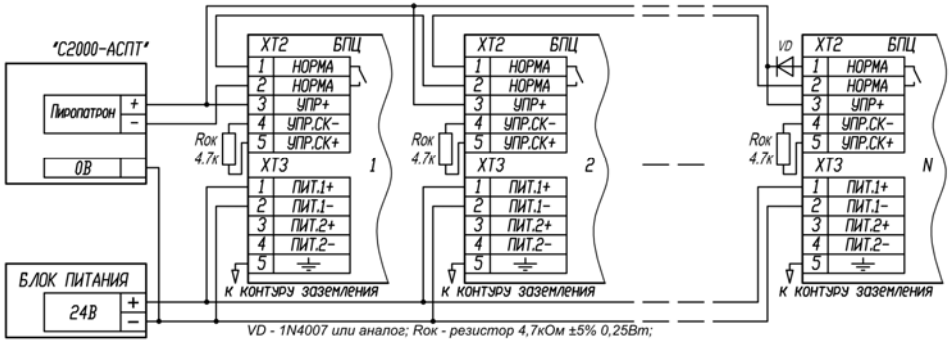 "С2000-АСПТ"
Пиропатрон
+
−
0В
БЛОК ПИТАНИЯ
24В
+
−
ХТ2 БПЦ
1 НОРМА
2 НОРМА
3 УПР+
4 УПР.СК-
5 УПР.СК+
ХТ3 1
1 ПИТ.1+
2 ПИТ.1-
3 ПИТ.2+
4 ПИТ.2-
5
Rок
4.7к
к контуру заземления
ХТ2 БПЦ
1 НОРМА
2 НОРМА
3 УПР+
4 УПР.СК-
5 УПР.СК+
ХТ3 2
1 ПИТ.1+
2 ПИТ.1-
3 ПИТ.2+
4 ПИТ.2-
5
Rок
4.7к
к контуру заземления
VD
ХТ2 БПЦ
1 НОРМА
2 НОРМА
3 УПР+
4 УПР.СК-
5 УПР.СК+
ХТ3 N
1 ПИТ.1+
2 ПИТ.1-
3 ПИТ.2+
4 ПИТ.2-
5
Rок
4.7к
к контуру заземления
VD - 1N4007 или аналог; Rок - резистор 4,7кОм ±5% 0,25Вт;